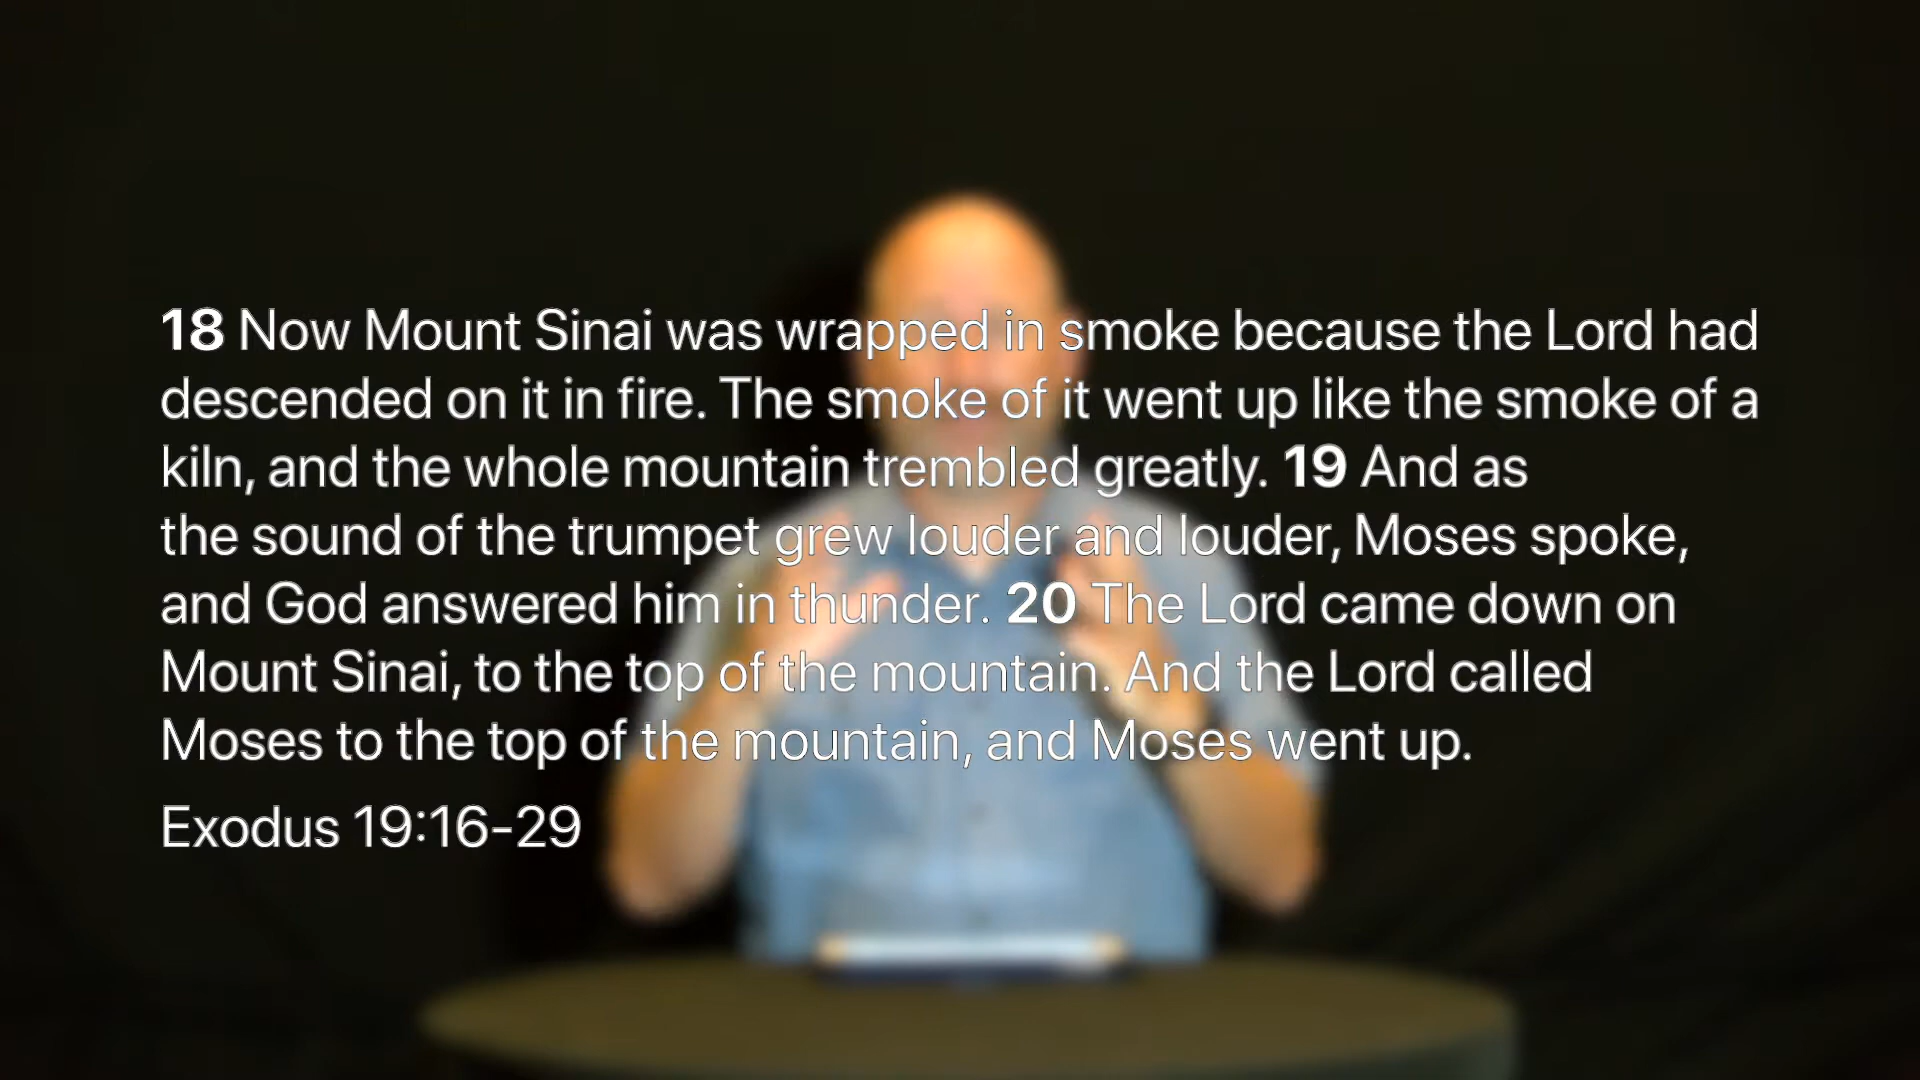 18 Now Mount Sinai was wrapped in smoke because the Lord had
descended on it in fire. The smoke of it went up like the smoke of a
kiln, and the whole mountain trembled greatly. 19 And as
the sound of the trumpet grew louder and louder, Moses spoke,
and God answered him in thunder. 20 The Lord came down on
Mount Sinai, to the top of the mountain. And the Lord called
Moses to the top of the mountain, and Moses went up.
Exodus 19:16-29